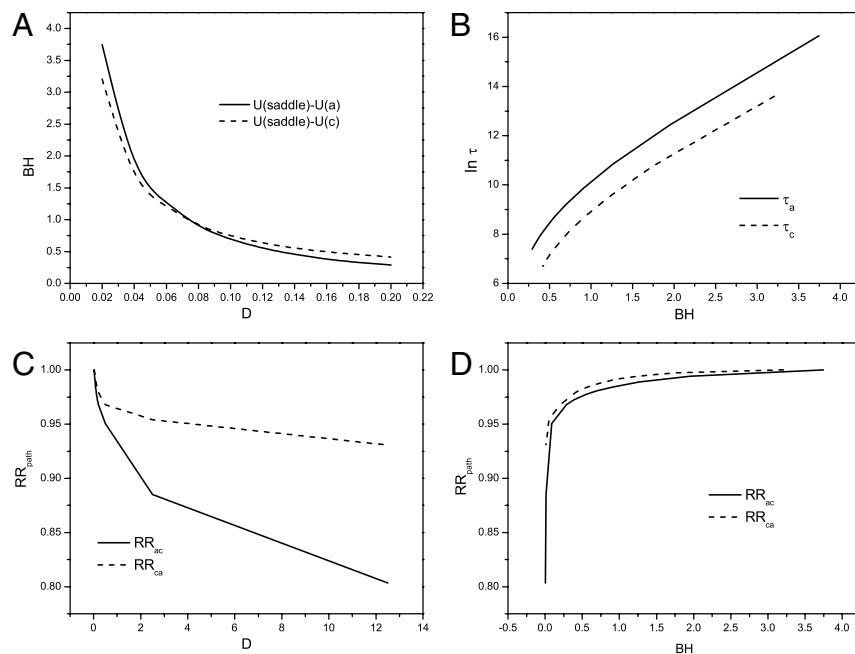 A
BH
4.0
3.5
3.0
2.5
2.0
1.5
1.0
0.5
0.0
U(saddle)-U(a)
U(saddle)-U(c)
0.00 0.02 0.04 0.06 0.08 0.10 0.12 0.14 0.16 0.18 0.20 0.22
D
B
ln τ
16
14
12
10
8
6
τa
τc
0.0 0.5 1.0 1.5 2.0 2.5 3.0 3.5 4.0
BH
C
RRpath
1.00
0.95
0.90
0.85
0.80
RRac
RRca
0 2 4 6 8 10 12 14
D
D
RRpath
1.00
0.95
0.90
0.85
0.80
RRac
RRca
-0.5 0.0 0.5 1.0 1.5 2.0 2.5 3.0 3.5 4.0
BH